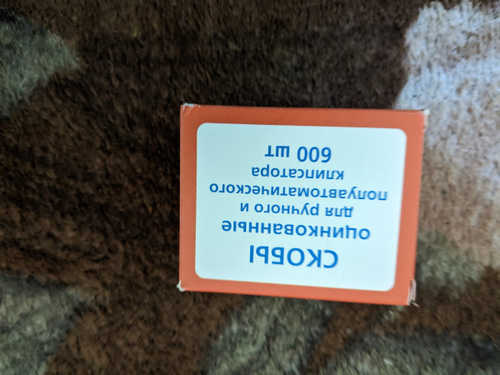 СКОБЫ
ОЦИНКОВАННЫЕ
для ручного и
полуавтоматического
клипсатора
600 шт